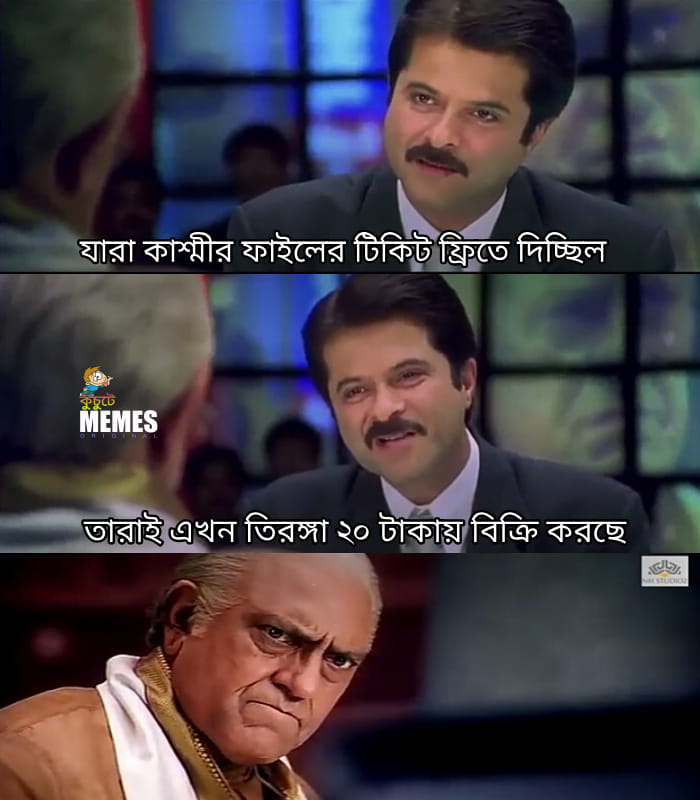 যারা কাশ্মীর ফাইলের টিকিট ফ্রিতে দিচ্ছিল
কুচুটে
MEMES
ORIGINAL
তারাই এখন তিরঙ্গা ২০ টাকায় বিক্রি করছে
NH STUDIOZ